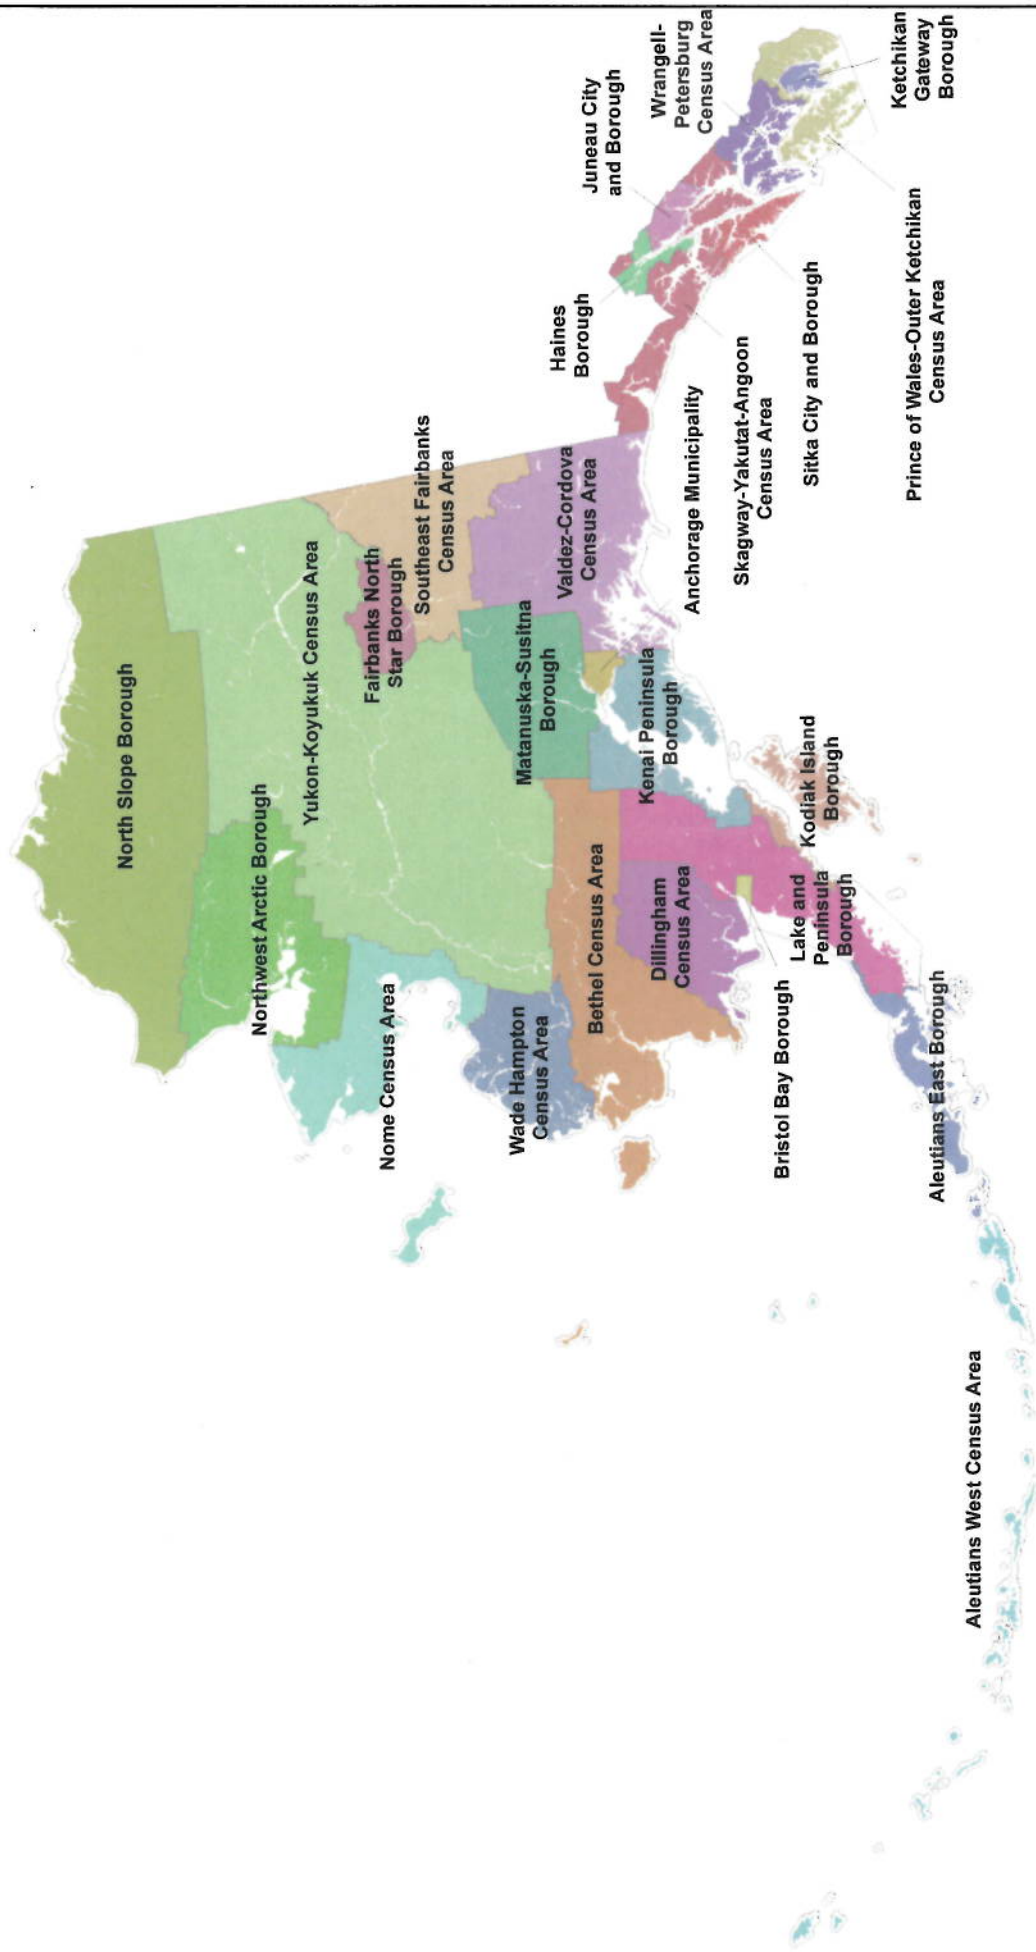 North Slope Borough
Northwest Arctic Borough
Yukon-Koyukuk Census Area
Fairbanks North
Star Borough
Southeast Fairbanks
Census Area
Nome Census Area
Wade Hampton
Census Area
Bethel Census Area
Matanuska-Susitna
Borough
Valdez-Cordova
Census Area
Dillingham
Census Area
Kenai Peninsula
Borough
Anchorage Municipality
Bristol Bay Borough
Lake and
Peninsula
Borough
Kodiak Island
Borough
Aleutians East Borough
Aleutians West Census Area
Haines
Borough
Juneau City
and Borough
Wrangell-
Petersburg
Census Area
Skagway-Yakutat-Angoon
Census Area
Sitka City and Borough
Prince of Wales-Outer Ketchikan
Census Area
Ketchikan
Gateway
Borough